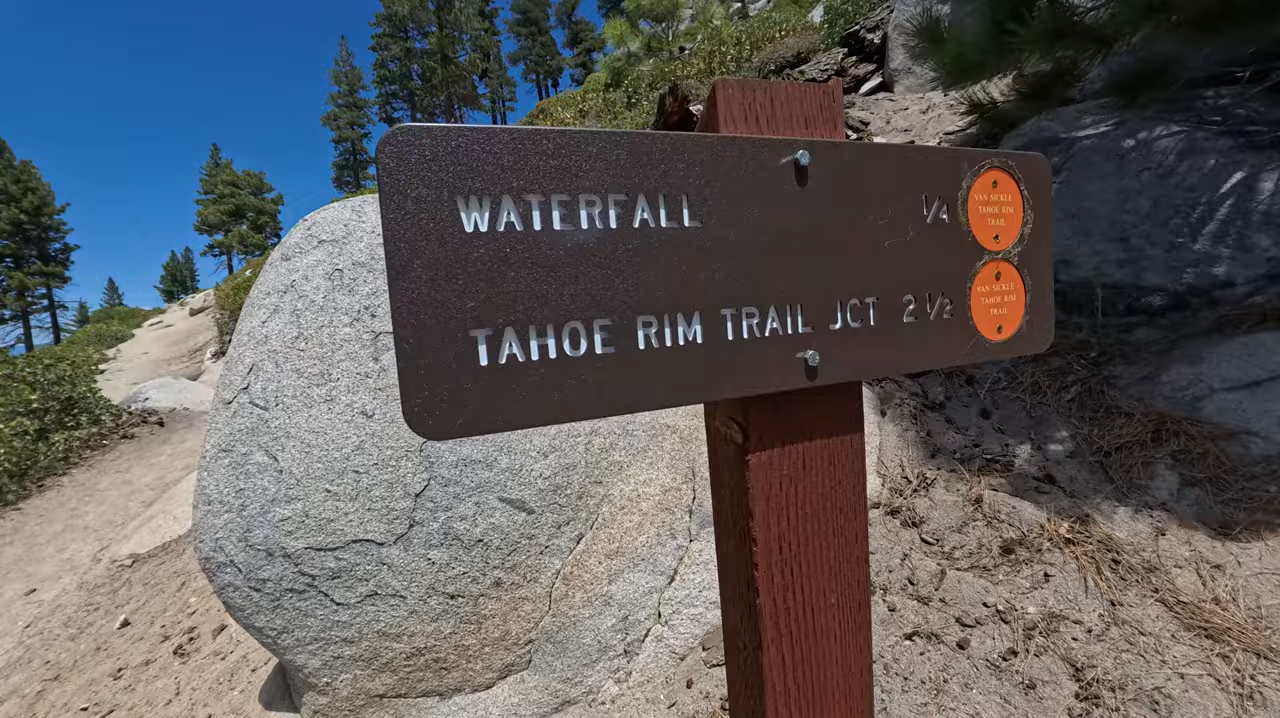 WATERFALL 1/4
TAHOE RIM TRAIL JCT 2 1/2
VAN SICKLE
TAHOE RIM
TRAIL
VAN SICKLE -
TAHOE RIM
TRAIL